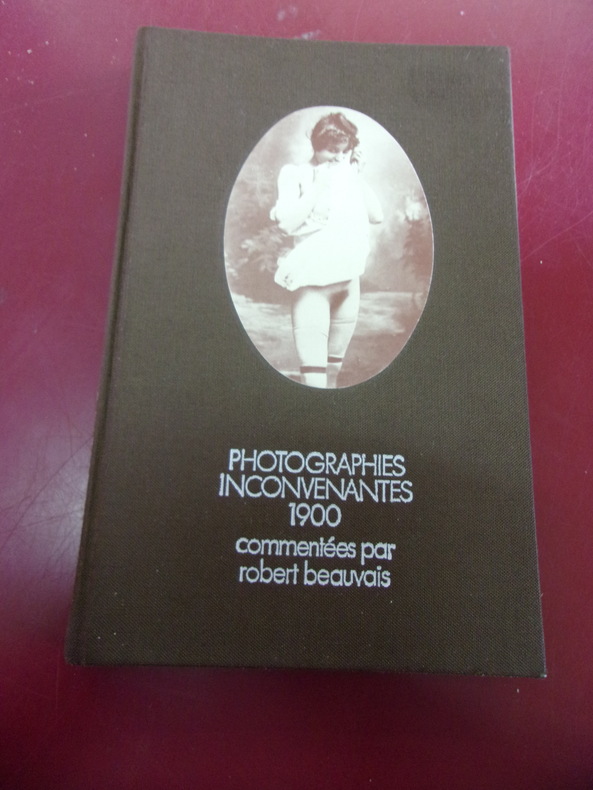 PHOTOGRAPHIES
INCONVENANTES
1900
commentées par
robert beauvais